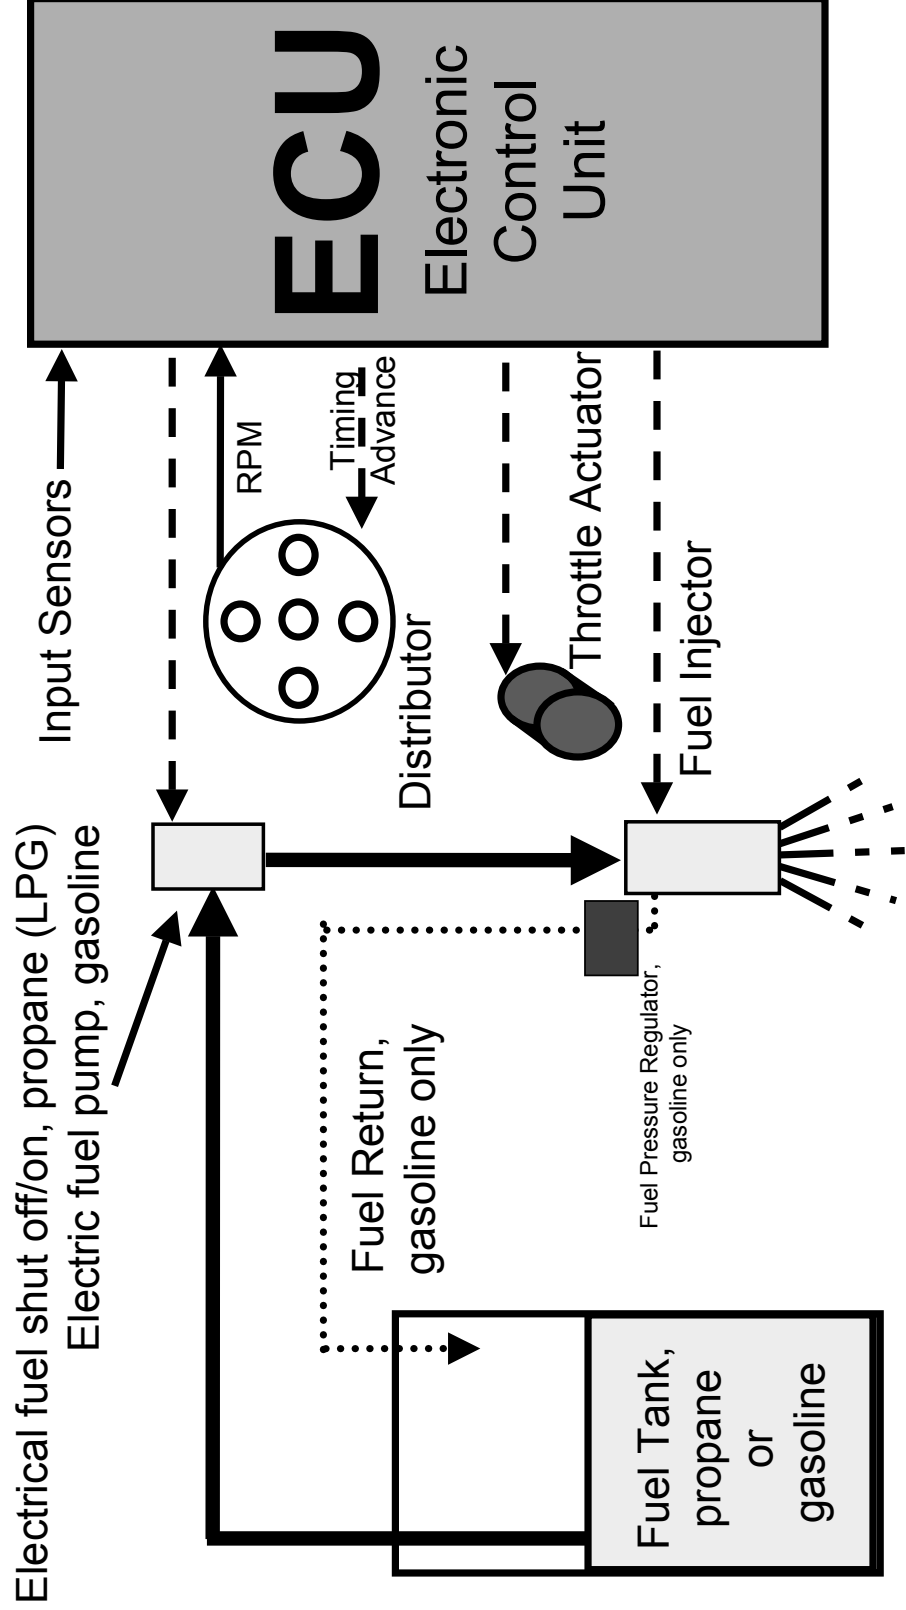 Electrical fuel shut off/on, propane (LPG)
Electric fuel pump, gasoline
Input Sensors
ECU
Electronic
Control
Unit
RPM
Timing
Advance
Distributor
Throttle Actuator
Fuel Injector
Fuel Return,
gasoline only
Fuel Pressure Regulator,
gasoline only
Fuel Tank,
propane
or
gasoline